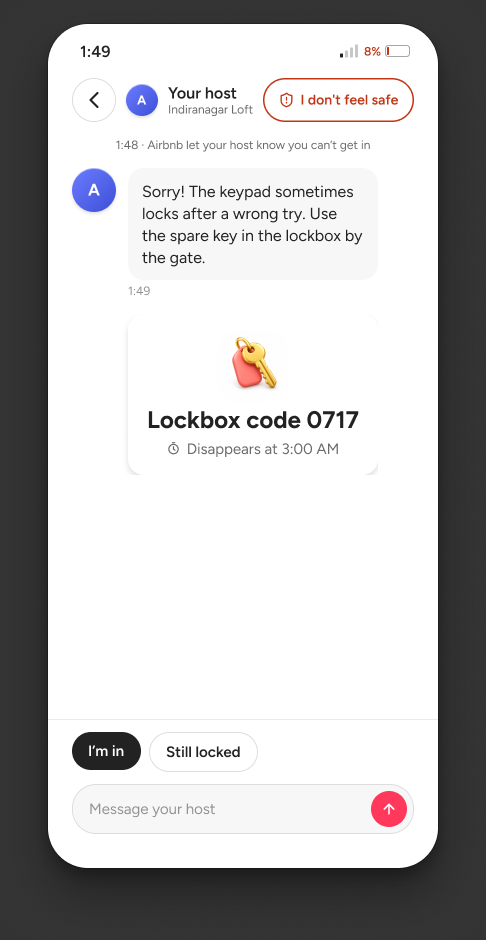 1:49
8%
A
Your host
Indiranagar Loft
I don't feel safe
1:48 · Airbnb let your host know you can't get in
A
Sorry! The keypad sometimes
locks after a wrong try. Use
the spare key in the lockbox by
the gate.
1:49
Lockbox code 0717
Disappears at 3:00 AM
I'm in
Still locked
Message your host